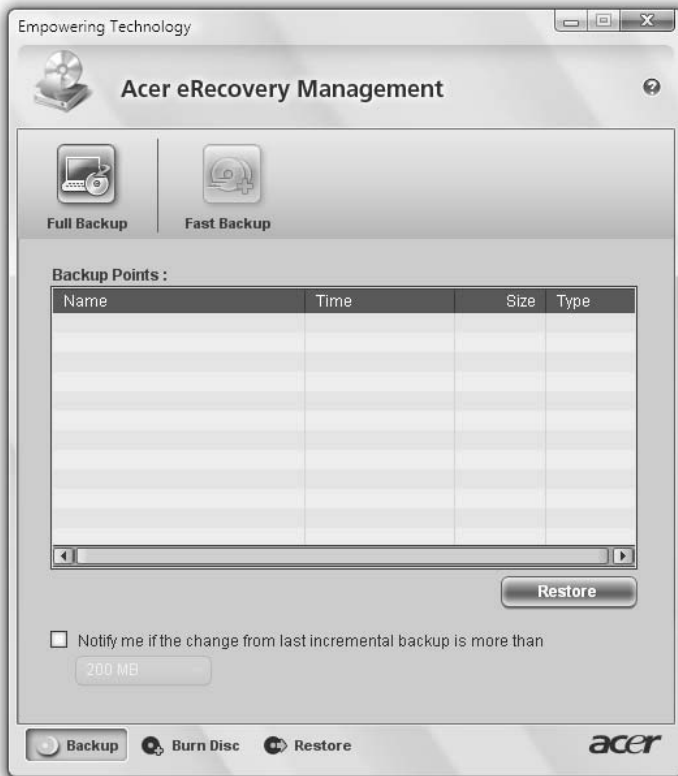 Empowering Technology
Acer eRecovery Management
Full Backup
Fast Backup
Backup Points :
Name Time Size Type
Restore
Notify me if the change from last incremental backup is more than
200 MB
Backup Burn Disc Restore acer